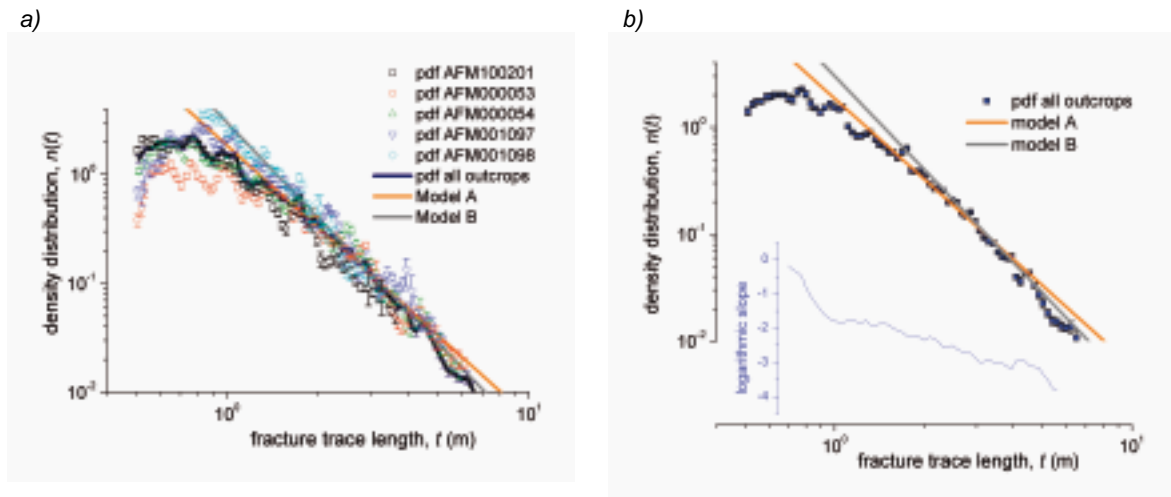 a)
pdf AFM100201
pdf AFM000053
pdf AFM000054
pdf AFM001097
pdf AFM001098
pdf all outcrops
Model A
Model B
density distribution, n(t)
10⁰
10⁻¹
10⁻²
10⁰
10¹
fracture trace length, t (m)
b)
pdf all outcrops
model A
model B
density distribution, n(t)
10⁰
10⁻¹
10⁻²
logarithmic slope
0
-1
-2
-3
-4
10⁰
10¹
fracture trace length, t (m)